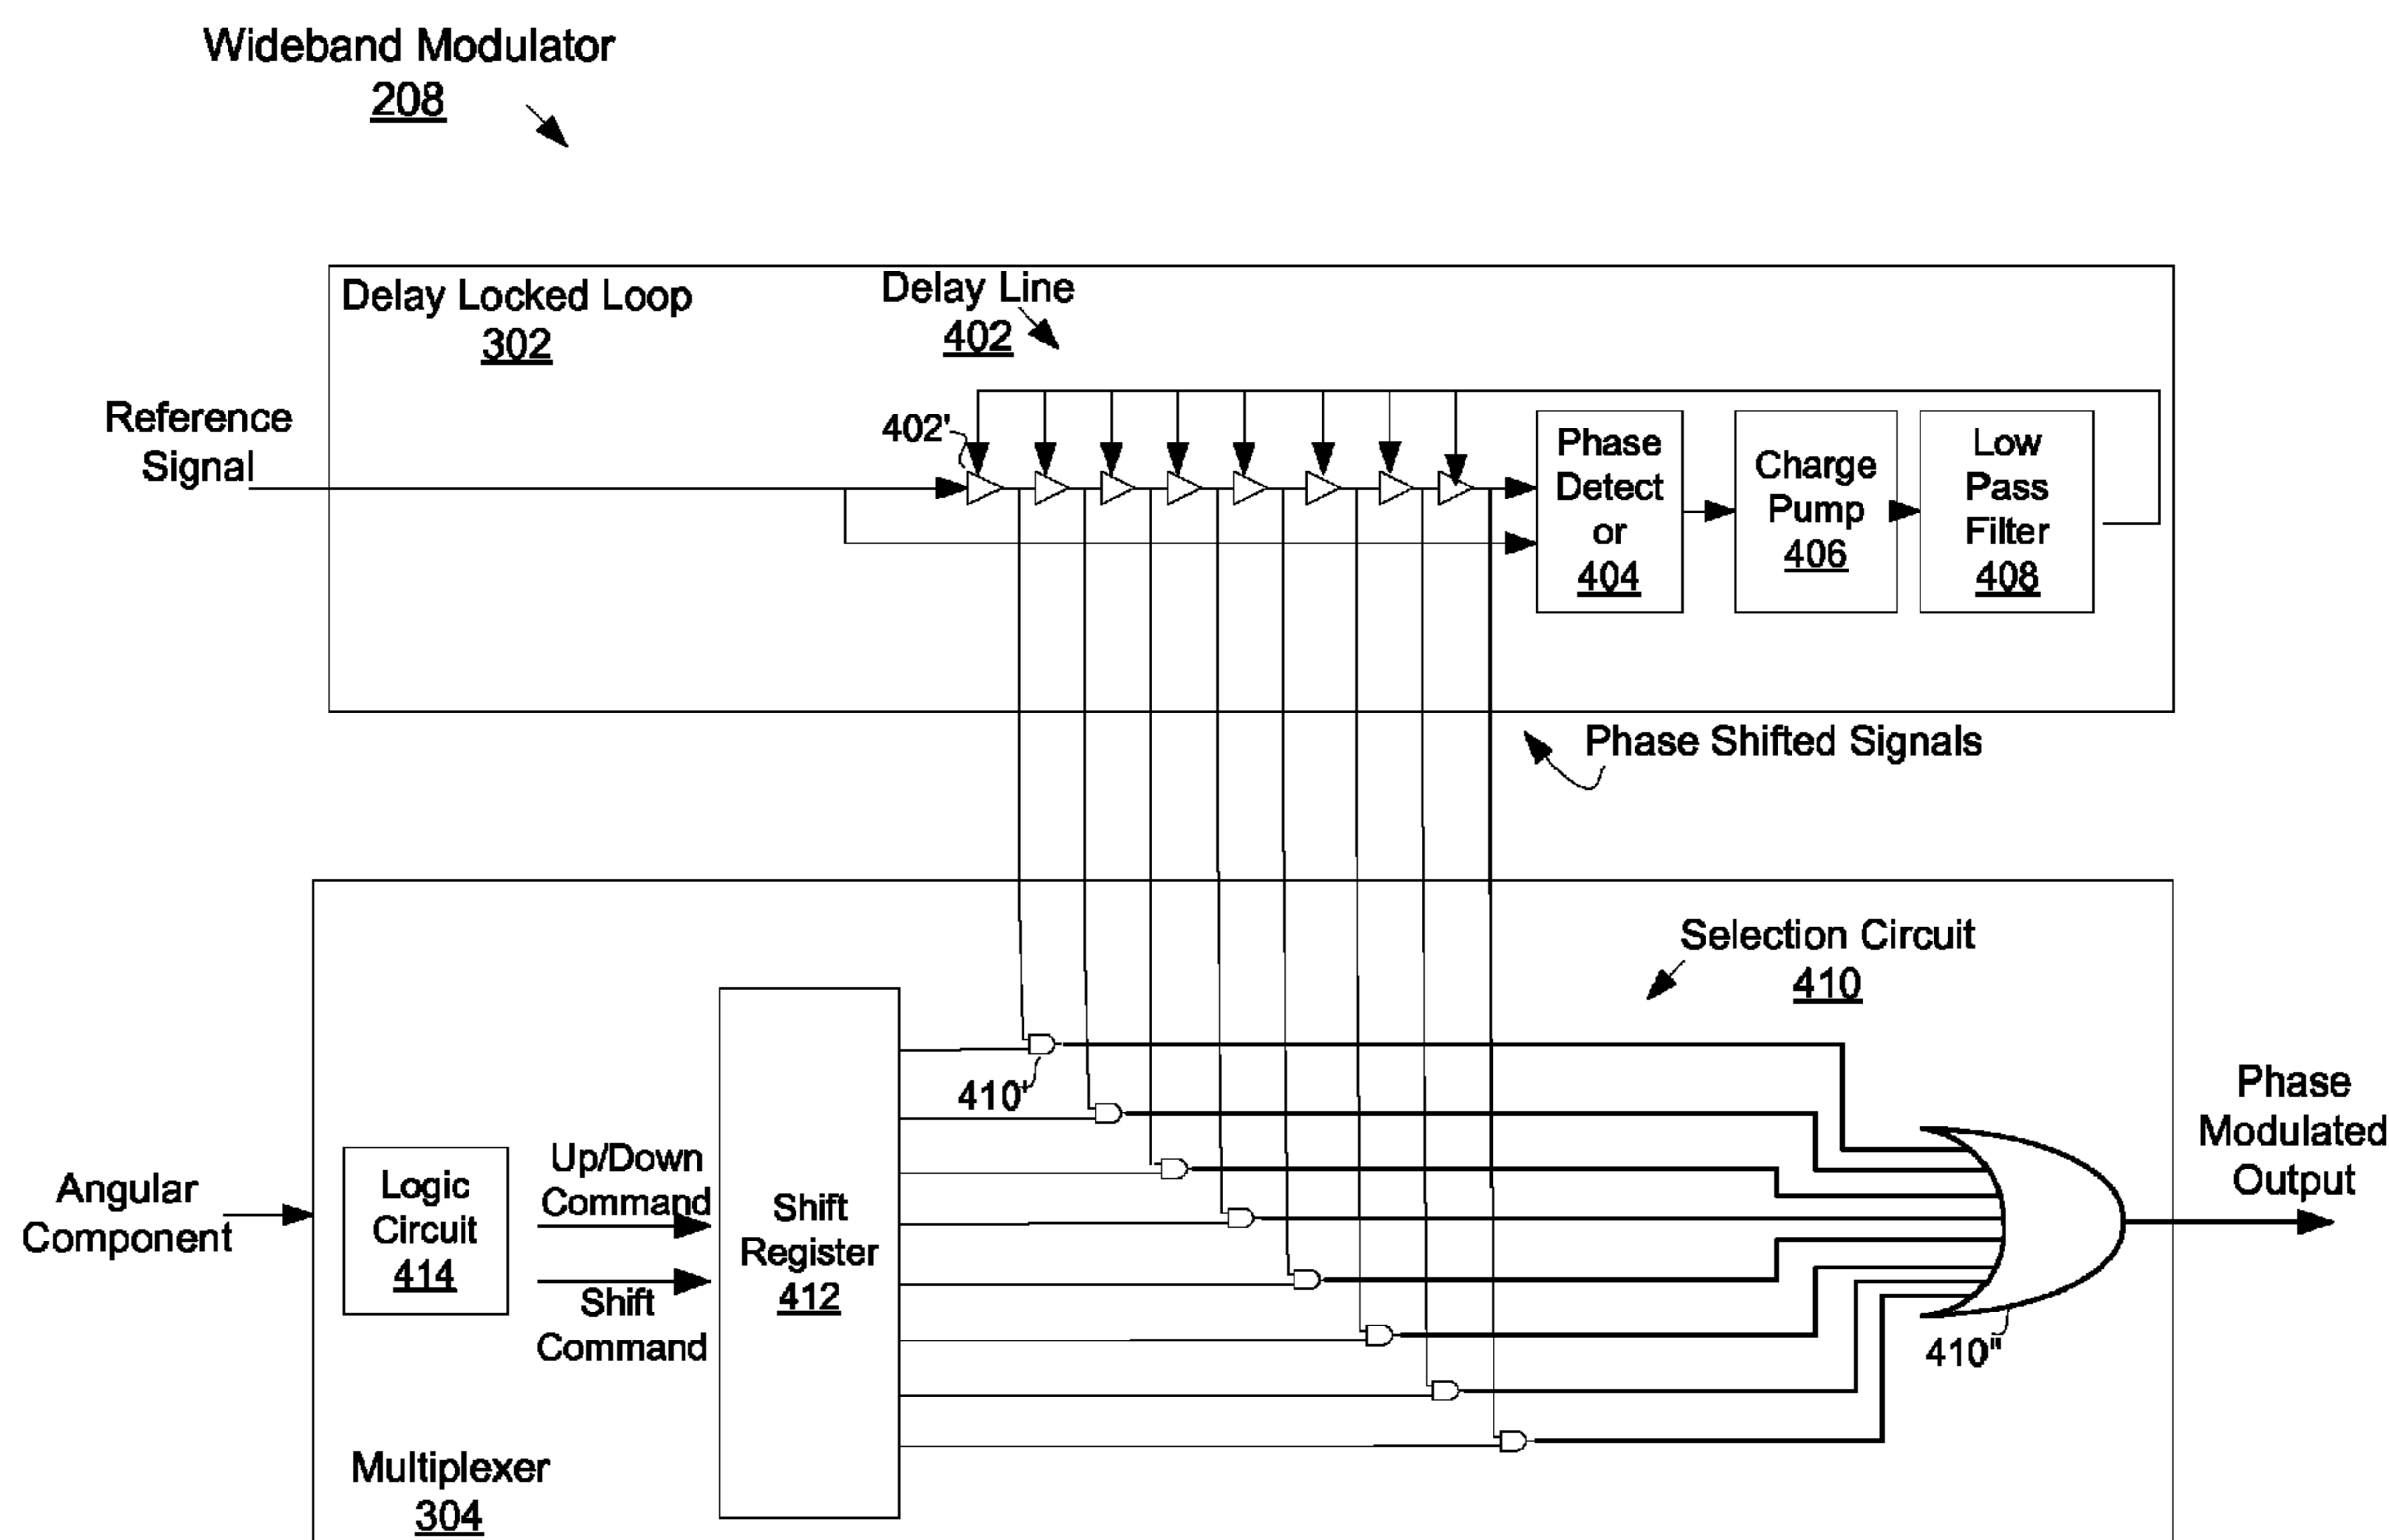 Wideband Modulator
208
Delay Locked Loop
302
Delay Line
402
Reference
Signal
402'
Phase
Detect
or
404
Charge
Pump
406
Low
Pass
Filter
408
Phase Shifted Signals
Selection Circuit
410
410'
Phase
Modulated
Output
Angular
Component
Logic
Circuit
414
Up/Down
Command
Shift
Command
Shift
Register
412
410"
Multiplexer
304